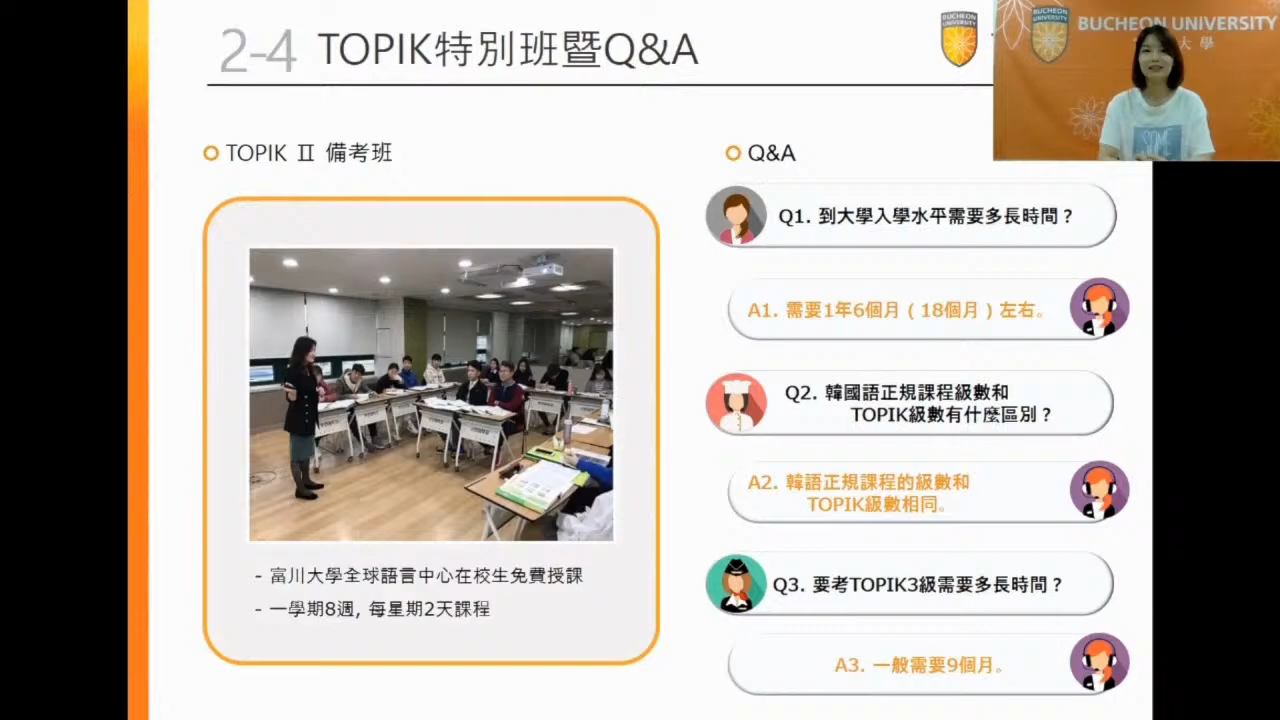 2-4 TOPIK特別班暨Q&A
BUCHEON
UNIVERSITY
BUCHEON
UNIVERSITY
BUCHEON UNIVERSITY
大學
SOME
TOPIK Ⅱ 備考班
- 富川大學全球語言中心在校生免費授課
- 一學期8週, 每星期2天課程
Q&A
Q1. 到大學入學水平需要多長時間？
A1. 需要1年6個月（18個月）左右。
Q2. 韓國語正規課程級數和
TOPIK級數有什麼區別？
A2. 韓語正規課程的級數和
TOPIK級數相同。
Q3. 要考TOPIK3級需要多長時間？
A3. 一般需要9個月。